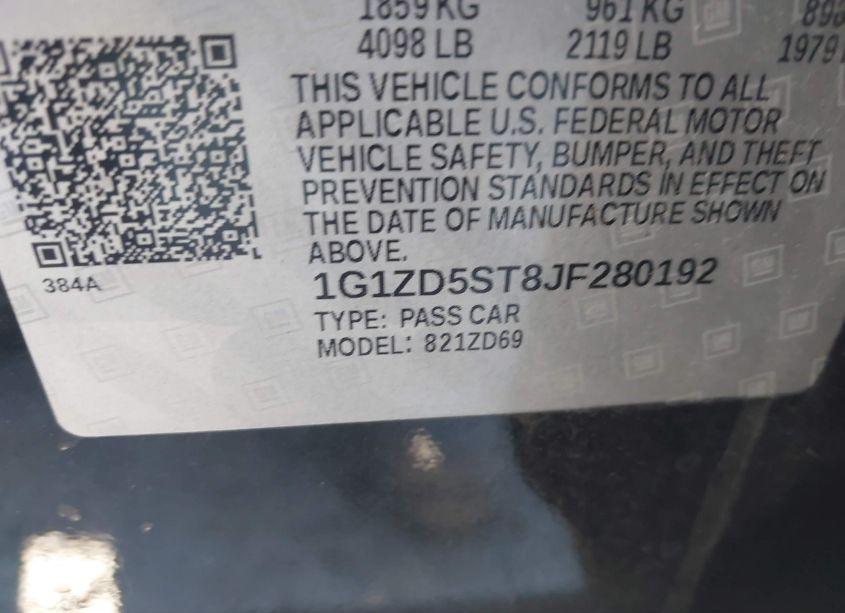 1859 KG 961 KG
4098 LB 2119 LB 1979
THIS VEHICLE CONFORMS TO ALL
APPLICABLE U.S. FEDERAL MOTOR
VEHICLE SAFETY, BUMPER, AND THEFT
PREVENTION STANDARDS IN EFFECT ON
THE DATE OF MANUFACTURE SHOWN
ABOVE.
384A
1G1ZD5ST8JF280192
TYPE: PASS CAR
MODEL: 821ZD69